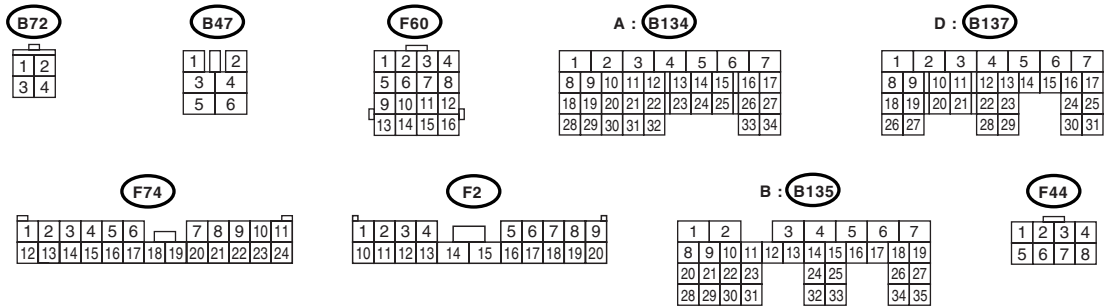 B72 B47 F60 A : B134 D : B137
1 2
3 4
1 2
3 4
5 6
1 2 3 4
5 6 7 8
9 10 11 12
13 14 15 16
1 2 3 4 5 6 7
8 9 10 11 12 13 14 15 16 17
18 19 20 21 22 23 24 25 26 27
28 29 30 31 32 33 34
1 2 3 4 5 6 7
8 9 10 11 12 13 14 15 16 17
18 19 20 21 22 23 24 25
26 27 28 29 30 31
F74 F2 B : B135 F44
1 2 3 4 5 6 7 8 9 10 11
12 13 14 15 16 17 18 19 20 21 22 23 24
1 2 3 4 5 6 7 8 9
10 11 12 13 14 15 16 17 18 19 20
1 2 3 4 5 6 7
8 9 10 11 12 13 14 15 16 17 18 19
20 21 22 23 24 25 26 27
28 29 30 31 32 33 34 35
1 2 3 4
5 6 7 8